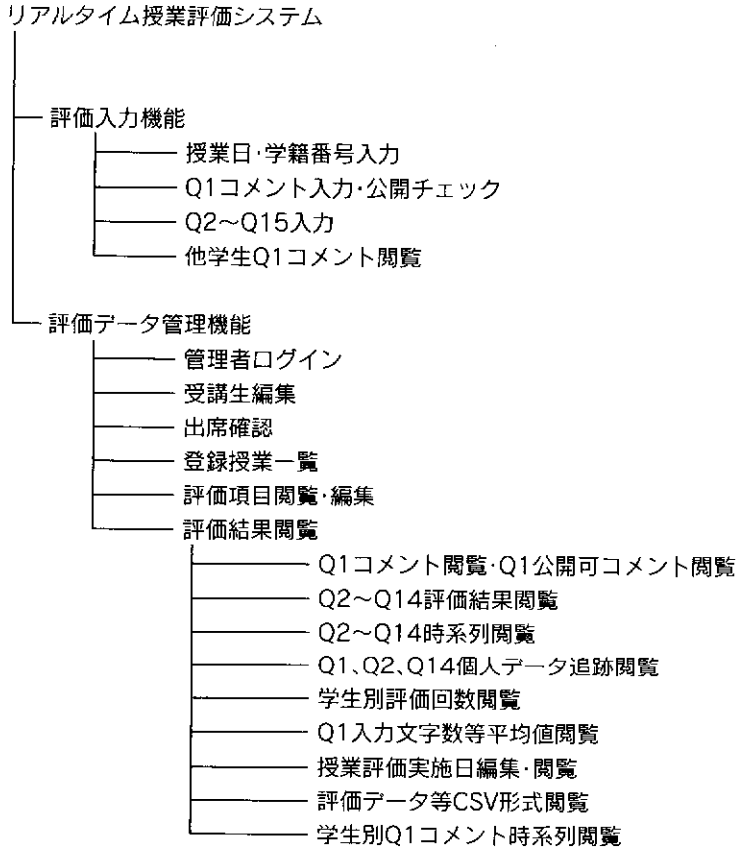 リアルタイム授業評価システム
評価入力機能
授業日·学籍番号入力
Q1コメント入力·公開チェック
Q2〜Q15入力
他学生Q1コメント閲覧
評価データ管理機能
管理者ログイン
受講生編集
出席確認
登録授業一覧
評価項目閲覧·編集
評価結果閲覧
Q1コメント閲覧·Q1公開可コメント閲覧
Q2〜Q14評価結果閲覧
Q2〜Q14時系列閲覧
Q1、Q2、Q14個人データ追跡閲覧
学生別評価回数閲覧
Q1入力文字数等平均値閲覧
授業評価実施日編集·閲覧
評価データ等CSV形式閲覧
学生別Q1コメント時系列閲覧